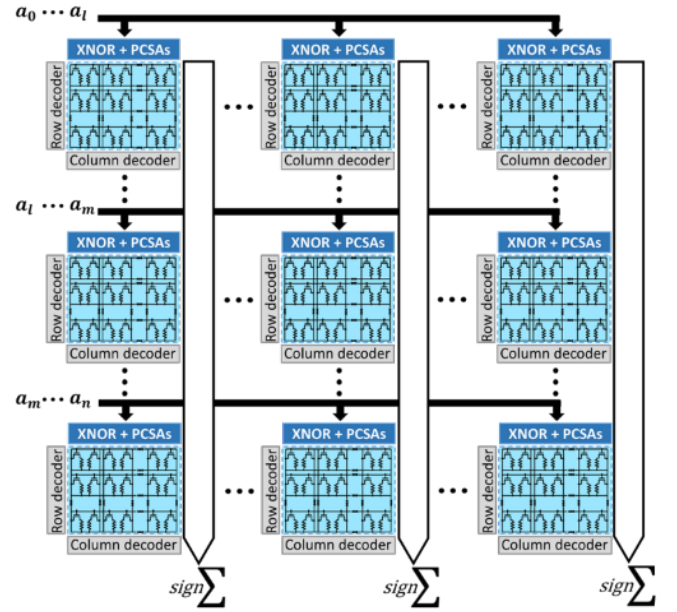 a₀ ··· aₗ
XNOR + PCSAs XNOR + PCSAs XNOR + PCSAs
Row decoder Row decoder Row decoder
Column decoder Column decoder Column decoder
aₗ ··· aₘ
XNOR + PCSAs XNOR + PCSAs XNOR + PCSAs
Row decoder Row decoder Row decoder
Column decoder Column decoder Column decoder
aₘ ··· aₙ
XNOR + PCSAs XNOR + PCSAs XNOR + PCSAs
Row decoder Row decoder Row decoder
Column decoder Column decoder Column decoder
sign∑ sign∑ sign∑